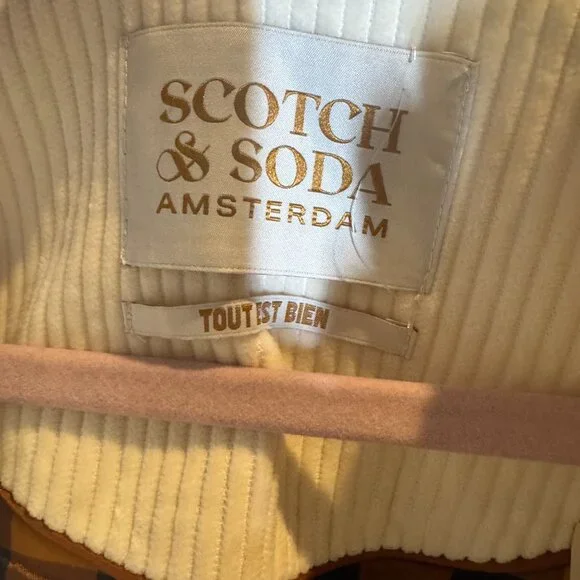 SCOTCH
& SODA
AMSTERDAM
TOUT EST BIEN